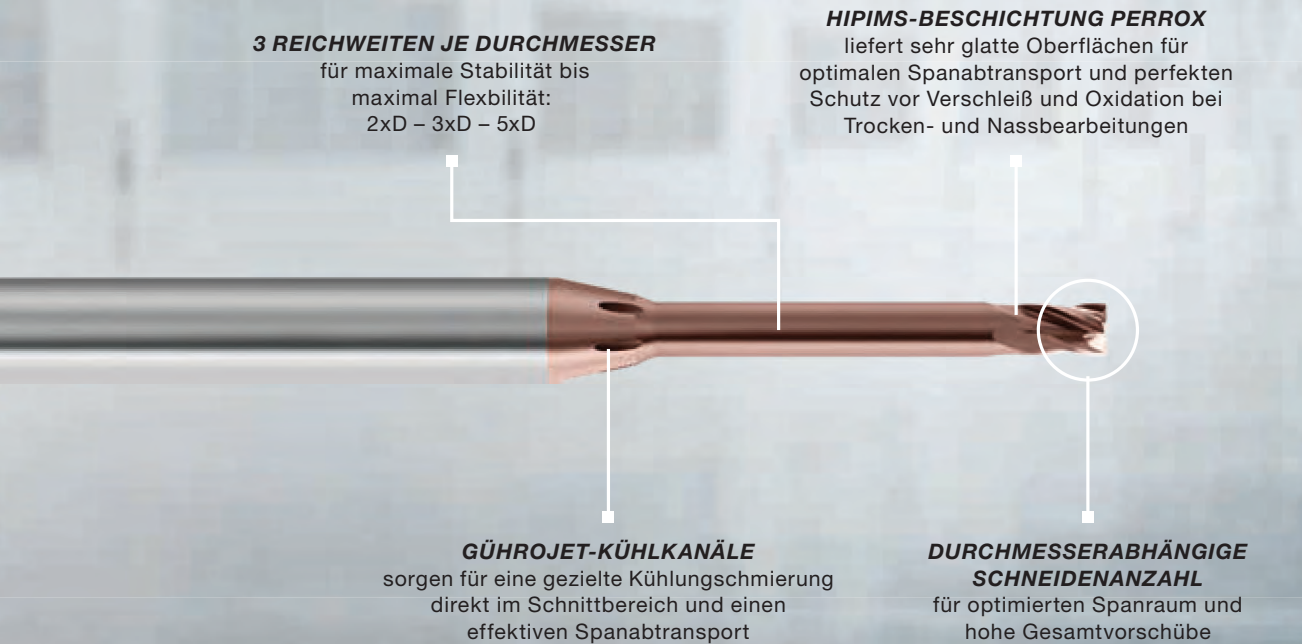 3 REICHWEITEN JE DURCHMESSER
für maximale Stabilität bis
maximal Flexbilität:
2xD – 3xD – 5xD
HIPIMS-BESCHICHTUNG PERROX
liefert sehr glatte Oberflächen für
optimalen Spanabtransport und perfekten
Schutz vor Verschleiß und Oxidation bei
Trocken- und Nassbearbeitungen
GÜHROJET-KÜHLKANÄLE
sorgen für eine gezielte Kühlungschmierung
direkt im Schnittbereich und einen
effektiven Spanabtransport
DURCHMESSERABHÄNGIGE
SCHNEIDENANZAHL
für optimierten Spanraum und
hohe Gesamtvorschübe